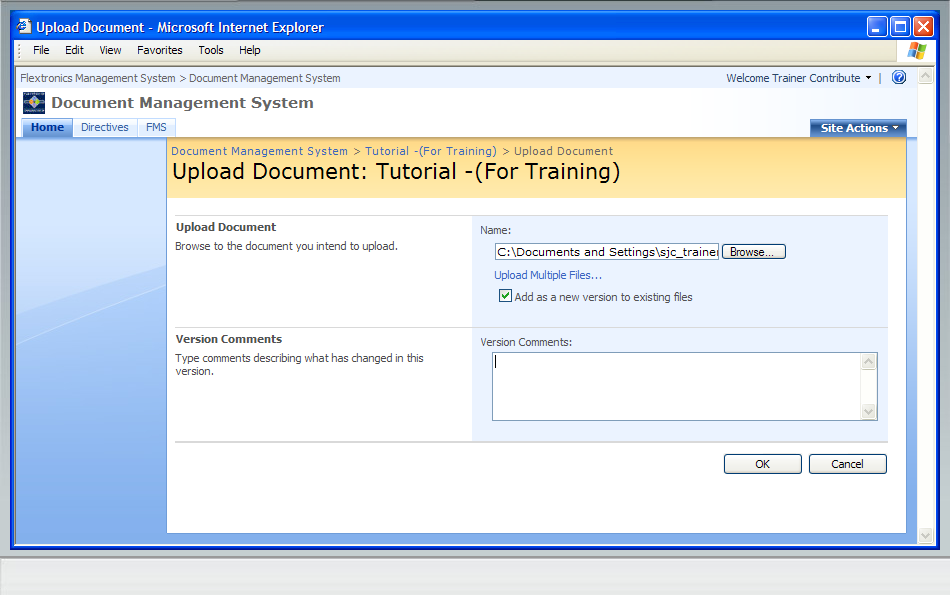 Upload Document - Microsoft Internet Explorer
File Edit View Favorites Tools Help
Flextronics Management System > Document Management System
Welcome Trainer Contribute
Document Management System
Home Directives FMS
Site Actions
Document Management System > Tutorial -(For Training) > Upload Document
Upload Document: Tutorial -(For Training)
Upload Document
Browse to the document you intend to upload.
Name:
C:\Documents and Settings\sjc_trainer
Browse...
Upload Multiple Files...
Add as a new version to existing files
Version Comments
Type comments describing what has changed in this
version.
Version Comments:
OK Cancel